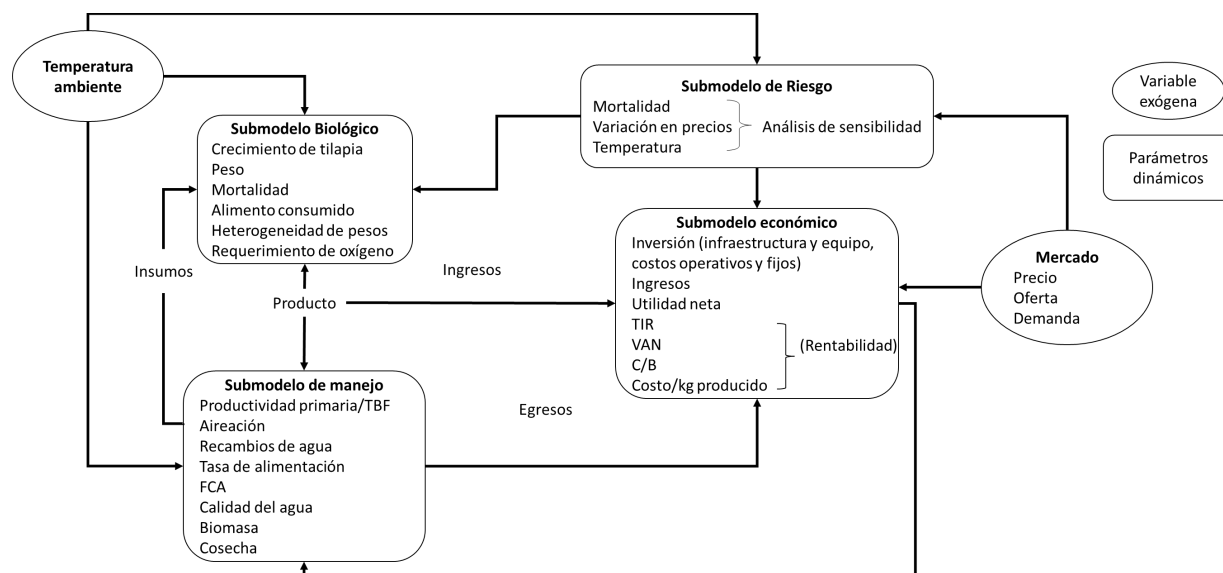 Temperatura
ambiente
Submodelo de Riesgo
Mortalidad
Variación en precios
Temperatura
Análisis de sensibilidad
Variable
exógena
Parámetros
dinámicos
Submodelo Biológico
Crecimiento de tilapia
Peso
Mortalidad
Alimento consumido
Heterogeneidad de pesos
Requerimiento de oxígeno
Insumos
Ingresos
Producto
Submodelo económico
Inversión (infraestructura y equipo,
costos operativos y fijos)
Ingresos
Utilidad neta
TIR
VAN
C/B
Costo/kg producido
(Rentabilidad)
Mercado
Precio
Oferta
Demanda
Submodelo de manejo
Productividad primaria/TBF
Aireación
Recambios de agua
Tasa de alimentación
FCA
Calidad del agua
Biomasa
Cosecha
Egresos